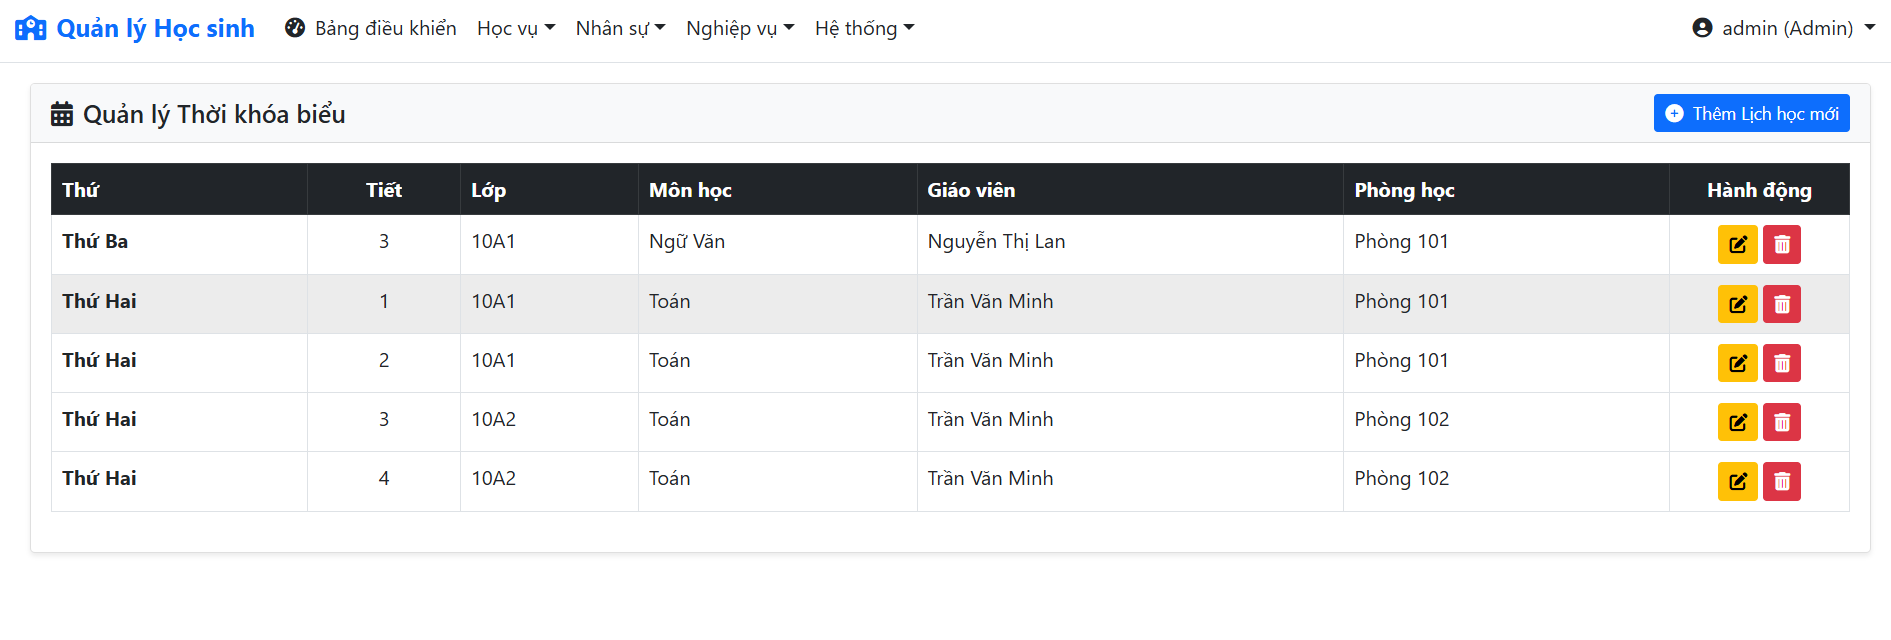 Quản lý Học sinh Bảng điều khiển Học vụ Nhân sự Nghiệp vụ Hệ thống admin (Admin)
Quản lý Thời khóa biểu Thêm Lịch học mới
Thứ Tiết Lớp Môn học Giáo viên Phòng học Hành động
Thứ Ba 3 10A1 Ngữ Văn Nguyễn Thị Lan Phòng 101
Thứ Hai 1 10A1 Toán Trần Văn Minh Phòng 101
Thứ Hai 2 10A1 Toán Trần Văn Minh Phòng 101
Thứ Hai 3 10A2 Toán Trần Văn Minh Phòng 102
Thứ Hai 4 10A2 Toán Trần Văn Minh Phòng 102